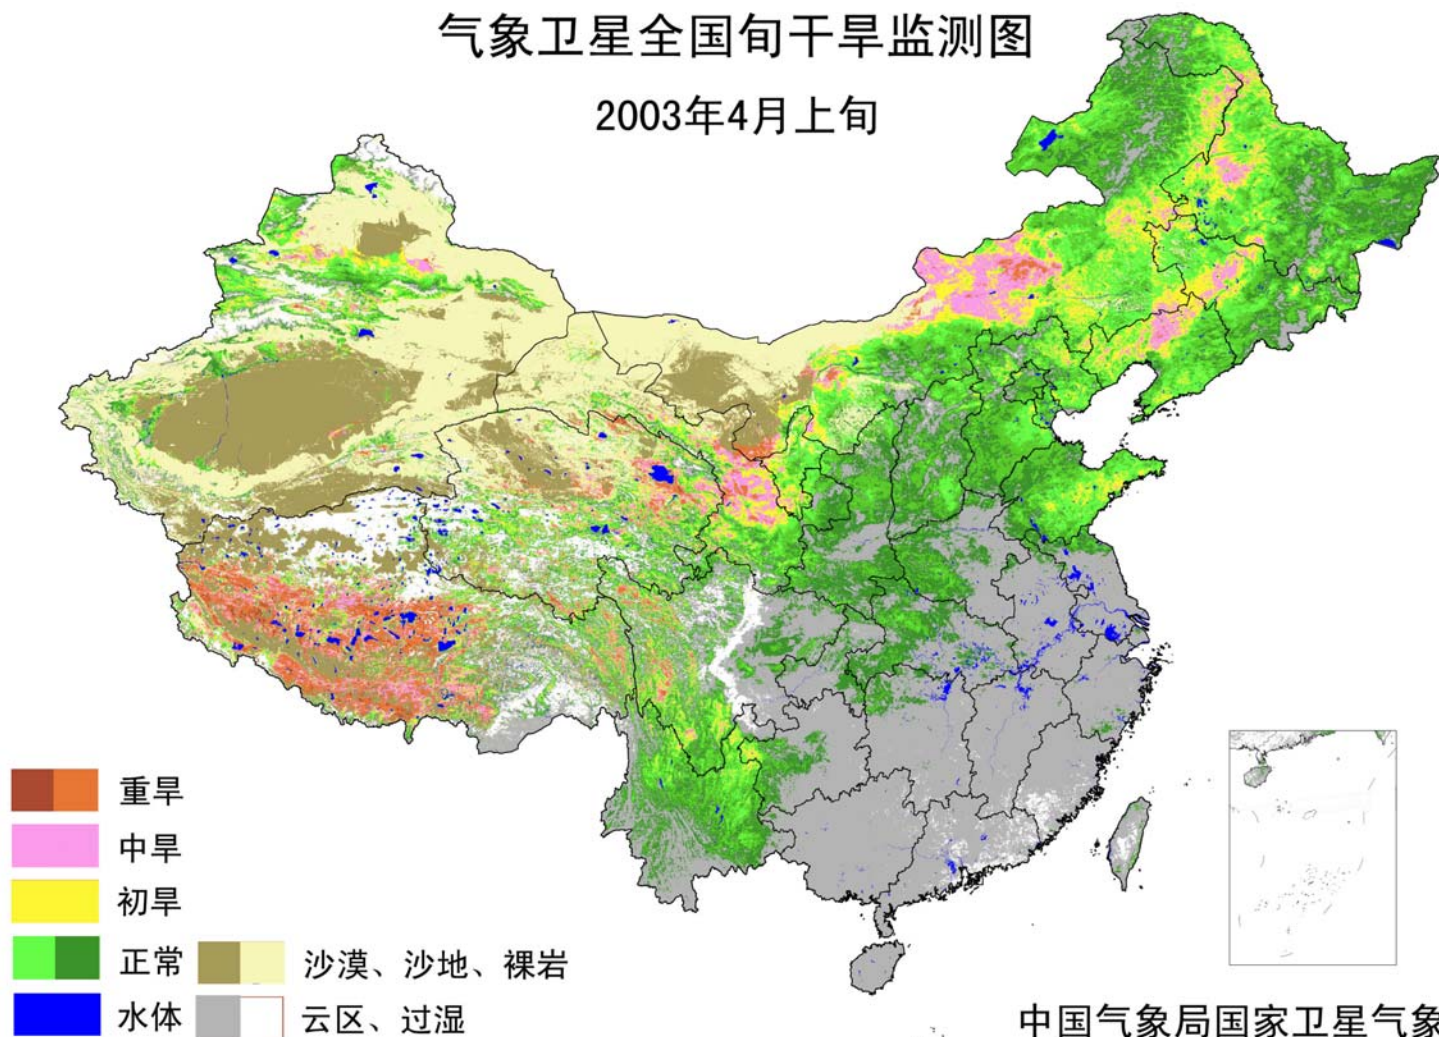 气象卫星全国旬干旱监测图
2003年4月上旬
重旱
中旱
初旱
正常
沙漠、沙地、裸岩
水体
云区、过湿
中国气象局国家卫星气象